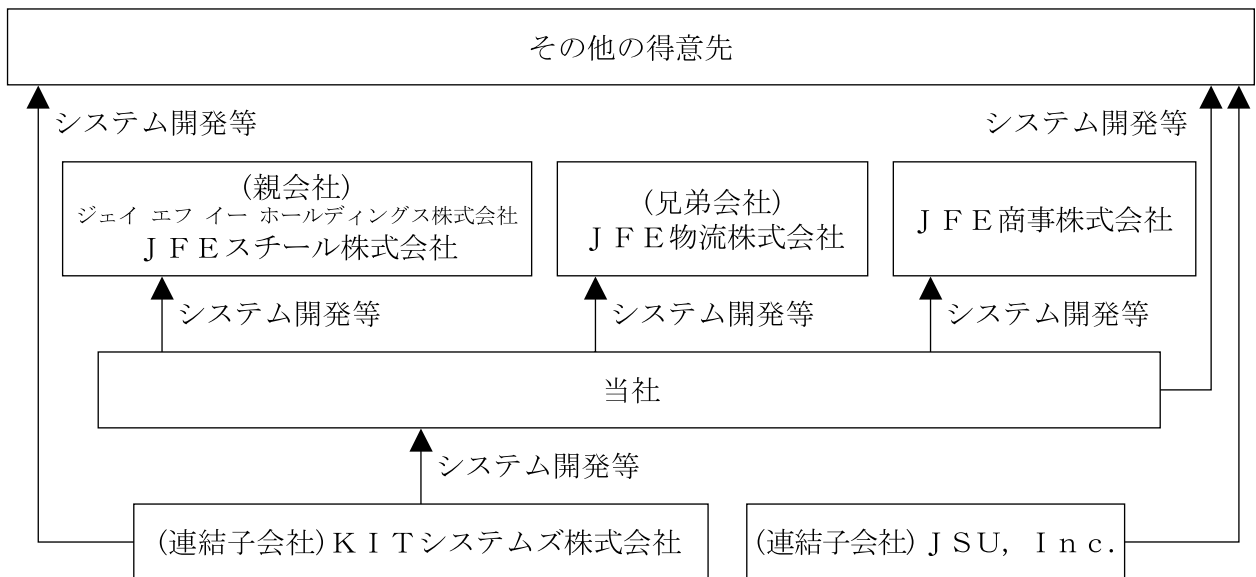 その他の得意先
システム開発等
システム開発等
(親会社)
ジェイ エフ イー ホールディングス株式会社
ＪＦＥスチール株式会社
(兄弟会社)
ＪＦＥ物流株式会社
ＪＦＥ商事株式会社
システム開発等
システム開発等
システム開発等
当社
システム開発等
(連結子会社)ＫＩＴシステムズ株式会社
(連結子会社)ＪＳＵ, Ｉｎｃ.